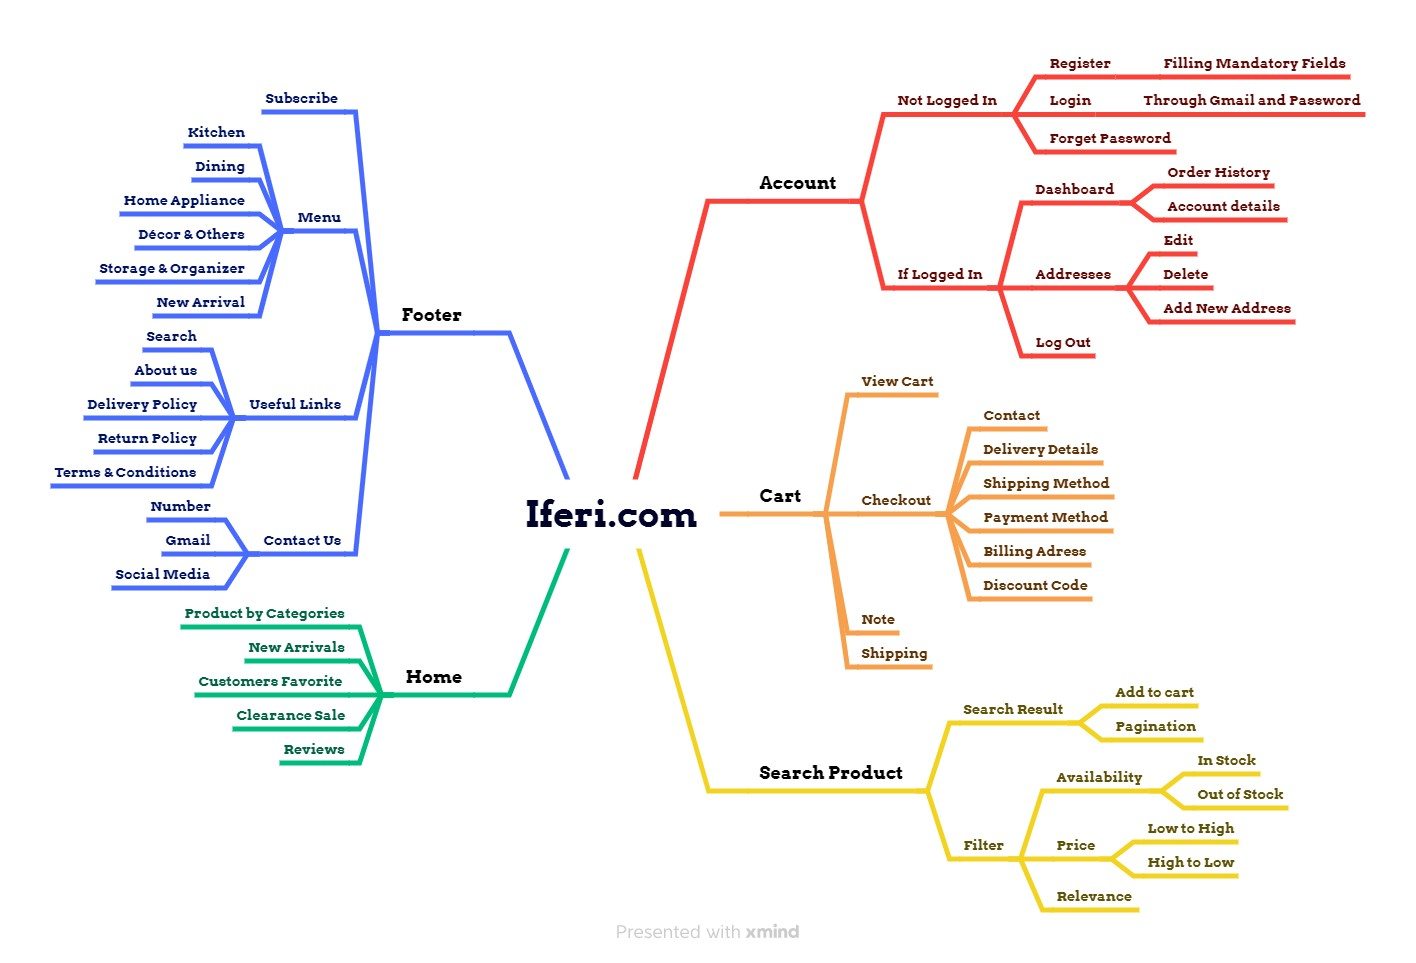 Iferi.com
Account
Not Logged In
Register
Filling Mandatory Fields
Login
Through Gmail and Password
Forget Password
If Logged In
Dashboard
Order History
Account details
Addresses
Edit
Delete
Add New Address
Log Out
Cart
View Cart
Checkout
Contact
Delivery Details
Shipping Method
Payment Method
Billing Adress
Discount Code
Note
Shipping
Search Product
Search Result
Add to cart
Pagination
Filter
Availability
In Stock
Out of Stock
Price
Low to High
High to Low
Relevance
Footer
Subscribe
Menu
Kitchen
Dining
Home Appliance
Décor & Others
Storage & Organizer
New Arrival
Useful Links
Search
About us
Delivery Policy
Return Policy
Terms & Conditions
Contact Us
Number
Gmail
Social Media
Home
Product by Categories
New Arrivals
Customers Favorite
Clearance Sale
Reviews
Presented with xmind